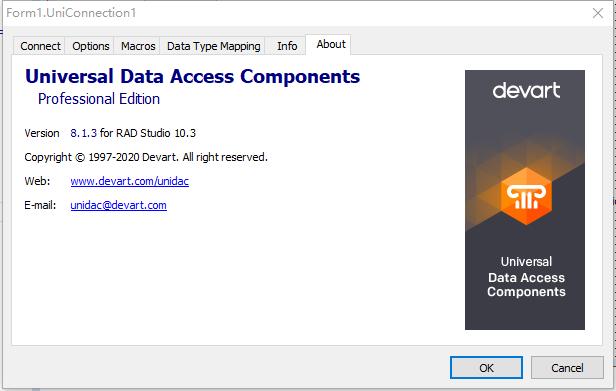 Form1.UniConnection1
Connect Options Macros Data Type Mapping Info About
Universal Data Access Components
Professional Edition
Version 8.1.3 for RAD Studio 10.3
Copyright © 1997-2020 Devart. All right reserved.
Web: www.devart.com/unidac
E-mail: unidac@devart.com
devart
Universal
Data Access
Components
OK Cancel